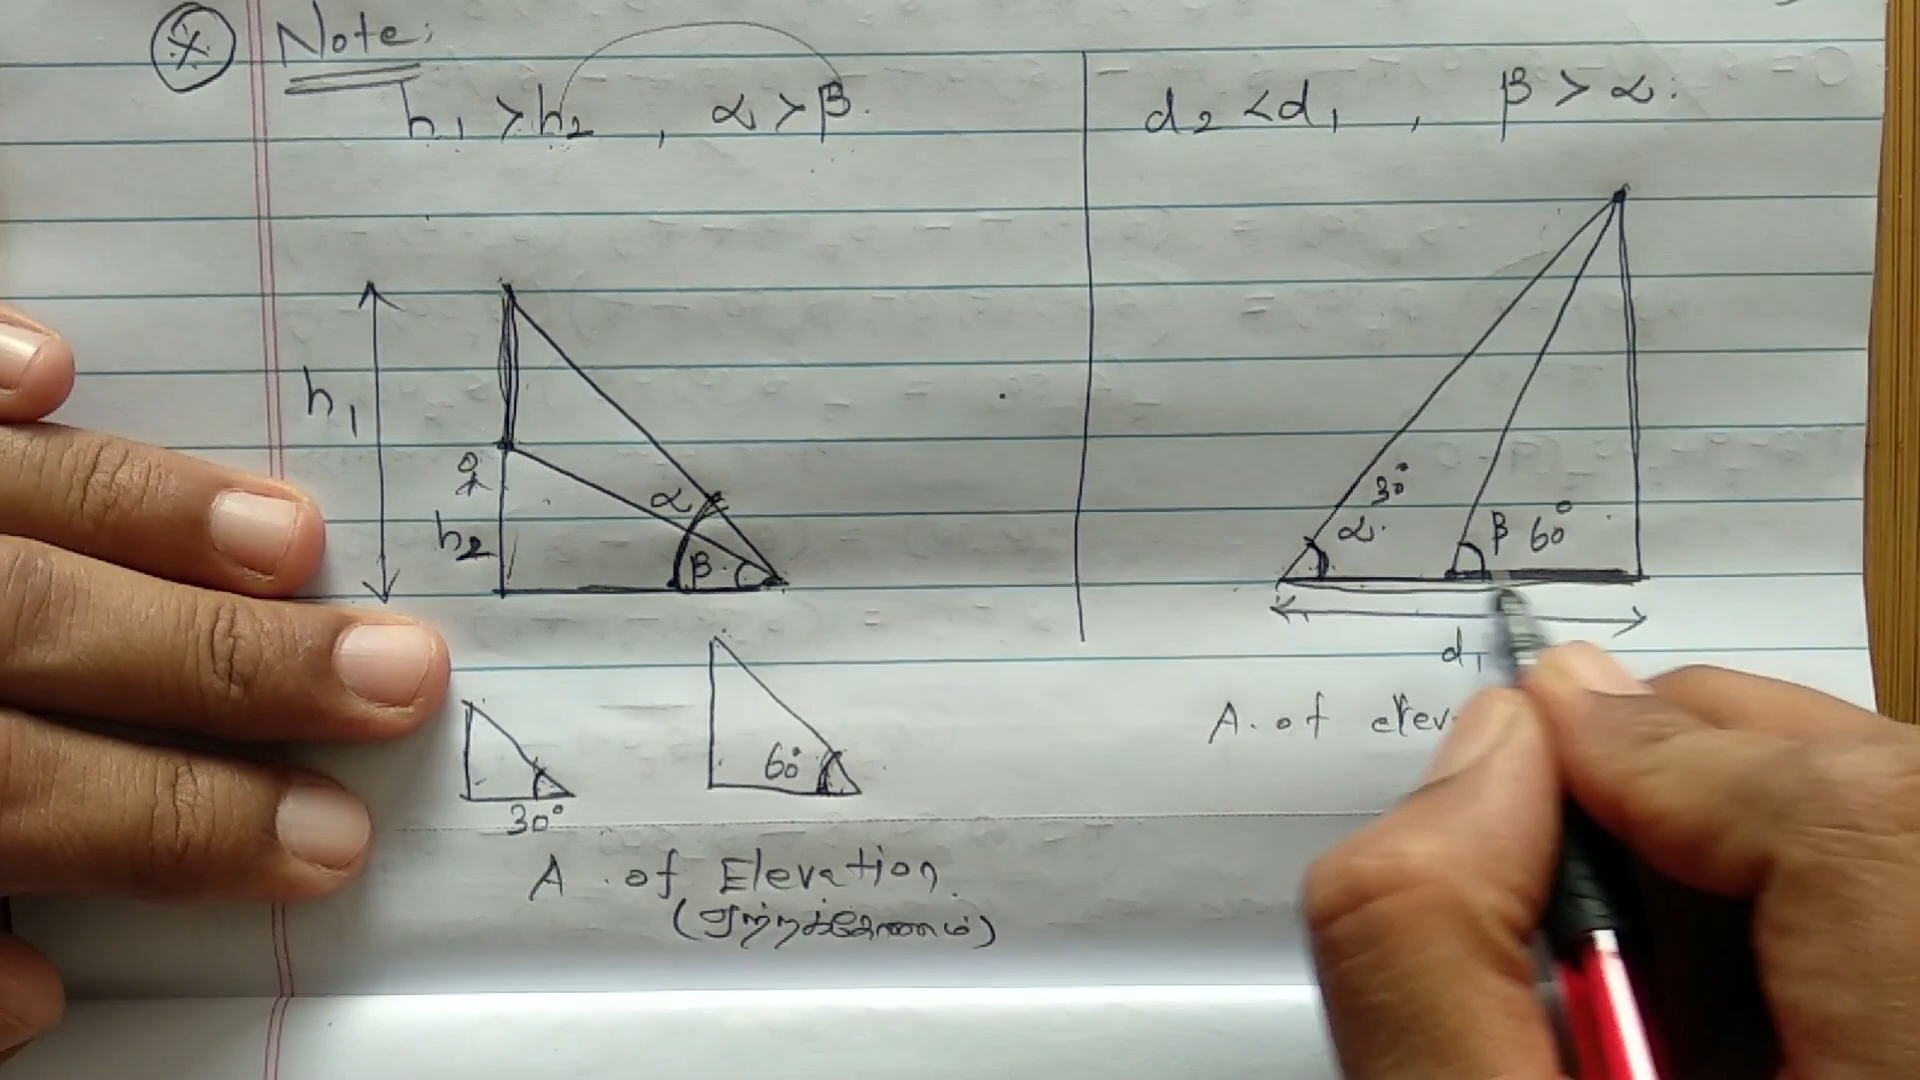 Note:
h₁ > h₂ , α > β.
h₁
h₂
α
β
30°
60°
A. of Elevation.
(ஏற்றக்கோணம்)
d₂ < d₁ , β > α.
30°
α.
β 60°
d₁
A. of elev